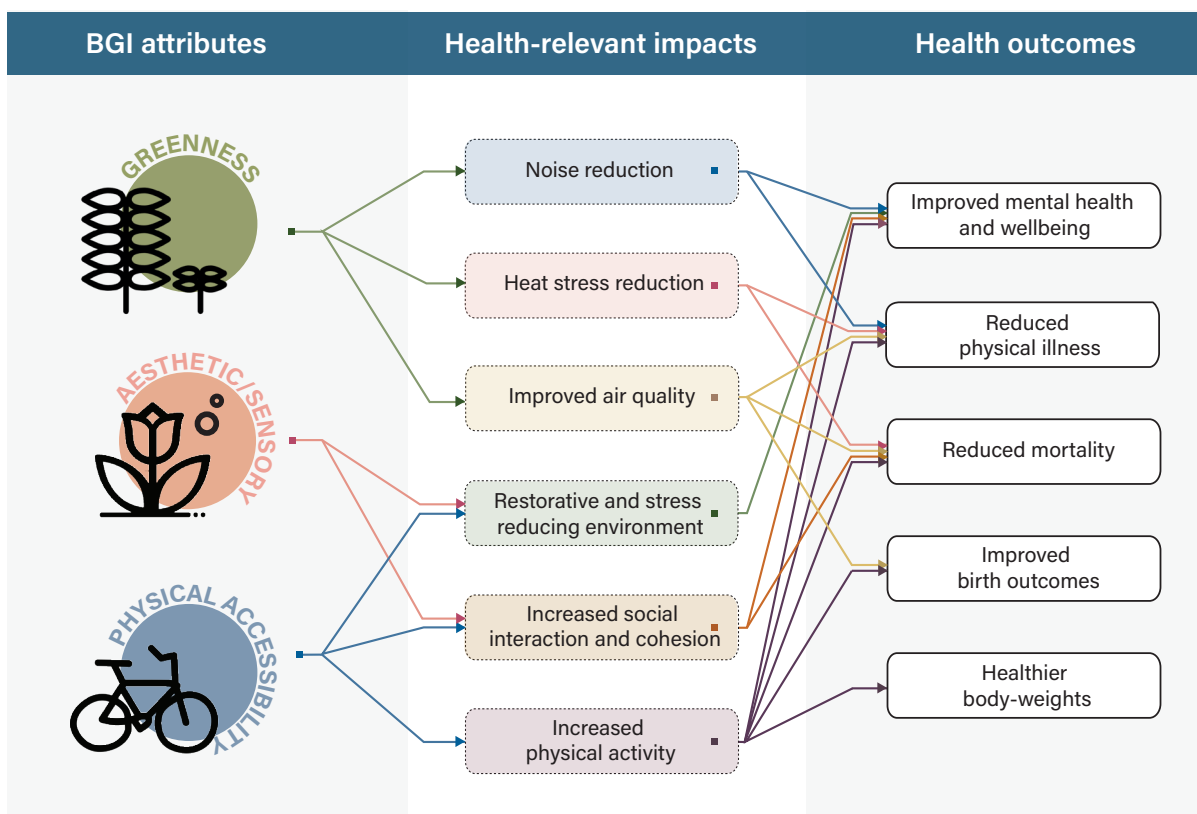 BGI attributes
Health-relevant impacts
Health outcomes
GREENNESS
AESTHETIC/SENSORY
PHYSICAL ACCESSIBILITY
Noise reduction
Heat stress reduction
Improved air quality
Restorative and stress
reducing environment
Increased social
interaction and cohesion
Increased
physical activity
Improved mental health
and wellbeing
Reduced
physical illness
Reduced mortality
Improved
birth outcomes
Healthier
body-weights